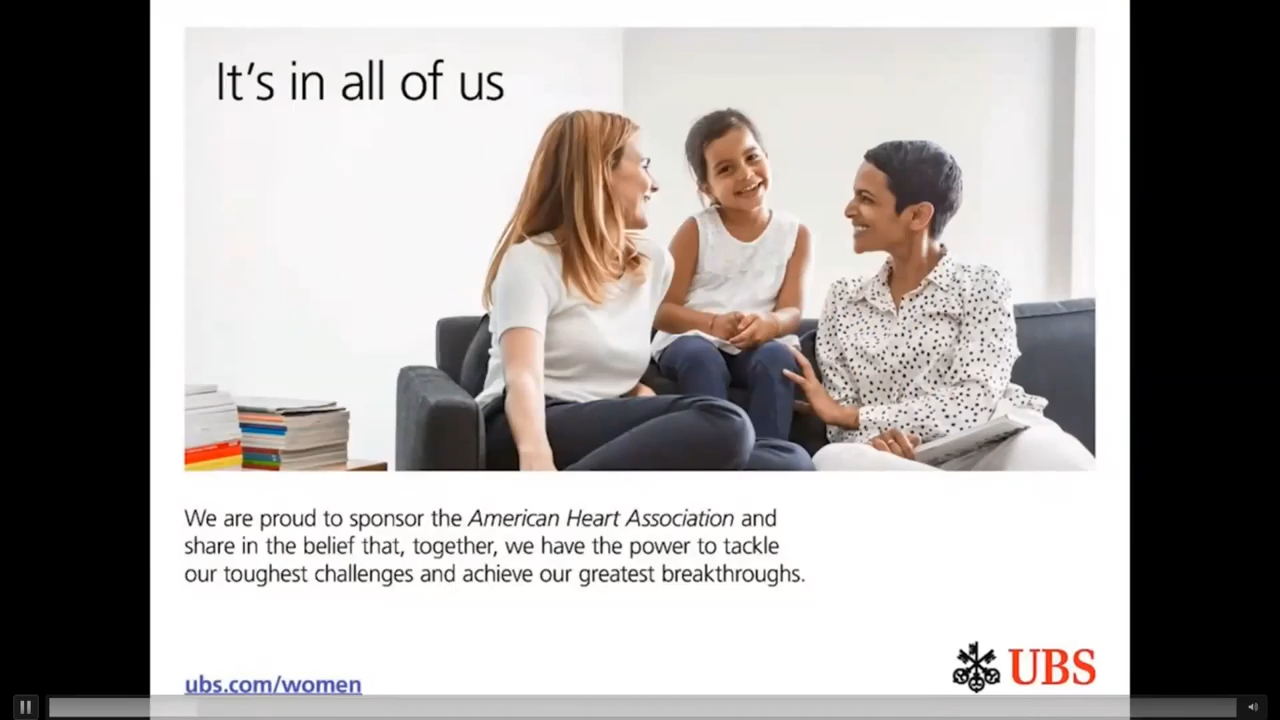 It's in all of us
We are proud to sponsor the American Heart Association and
share in the belief that, together, we have the power to tackle
our toughest challenges and achieve our greatest breakthroughs.
UBS
ubs.com/women